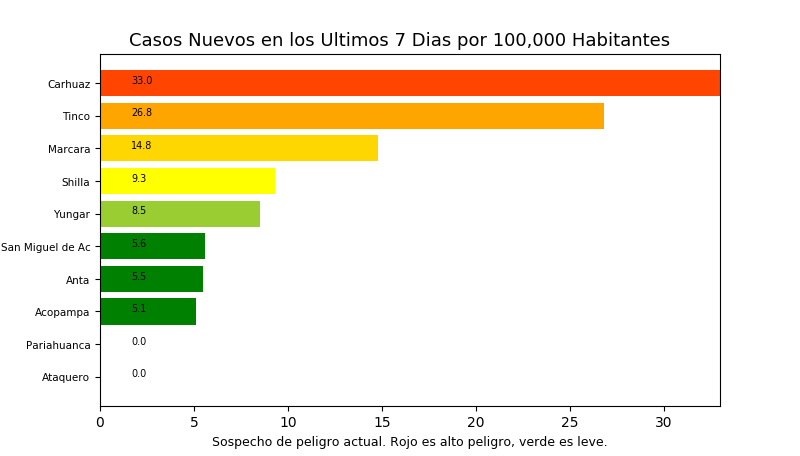 Casos Nuevos en los Ultimos 7 Dias por 100,000 Habitantes
Carhuaz 33.0
Tinco 26.8
Marcara 14.8
Shilla 9.3
Yungar 8.5
San Miguel de Ac 5.6
Anta 5.5
Acopampa 5.1
Pariahuanca 0.0
Ataquero 0.0
0 5 10 15 20 25 30
Sospecho de peligro actual. Rojo es alto peligro, verde es leve.